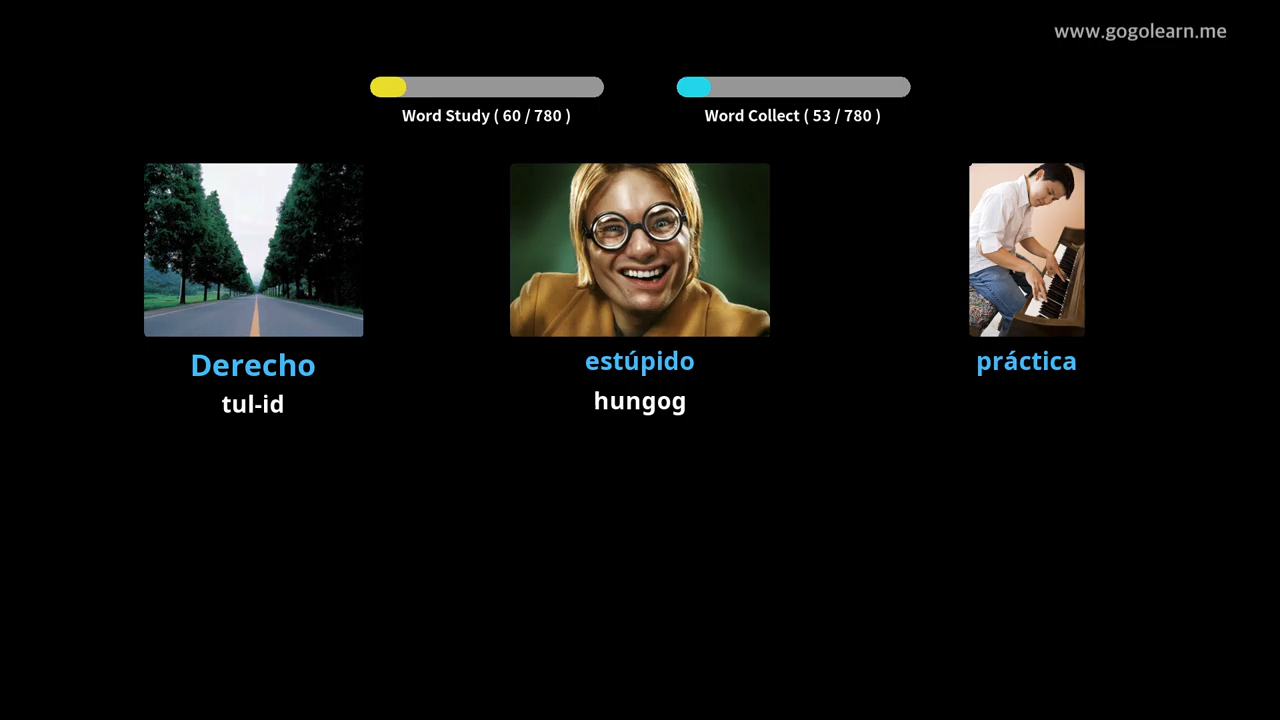 www.gogolearn.me
Word Study ( 60 / 780 )
Word Collect ( 53 / 780 )
Derecho
tul-id
estúpido
hungog
práctica